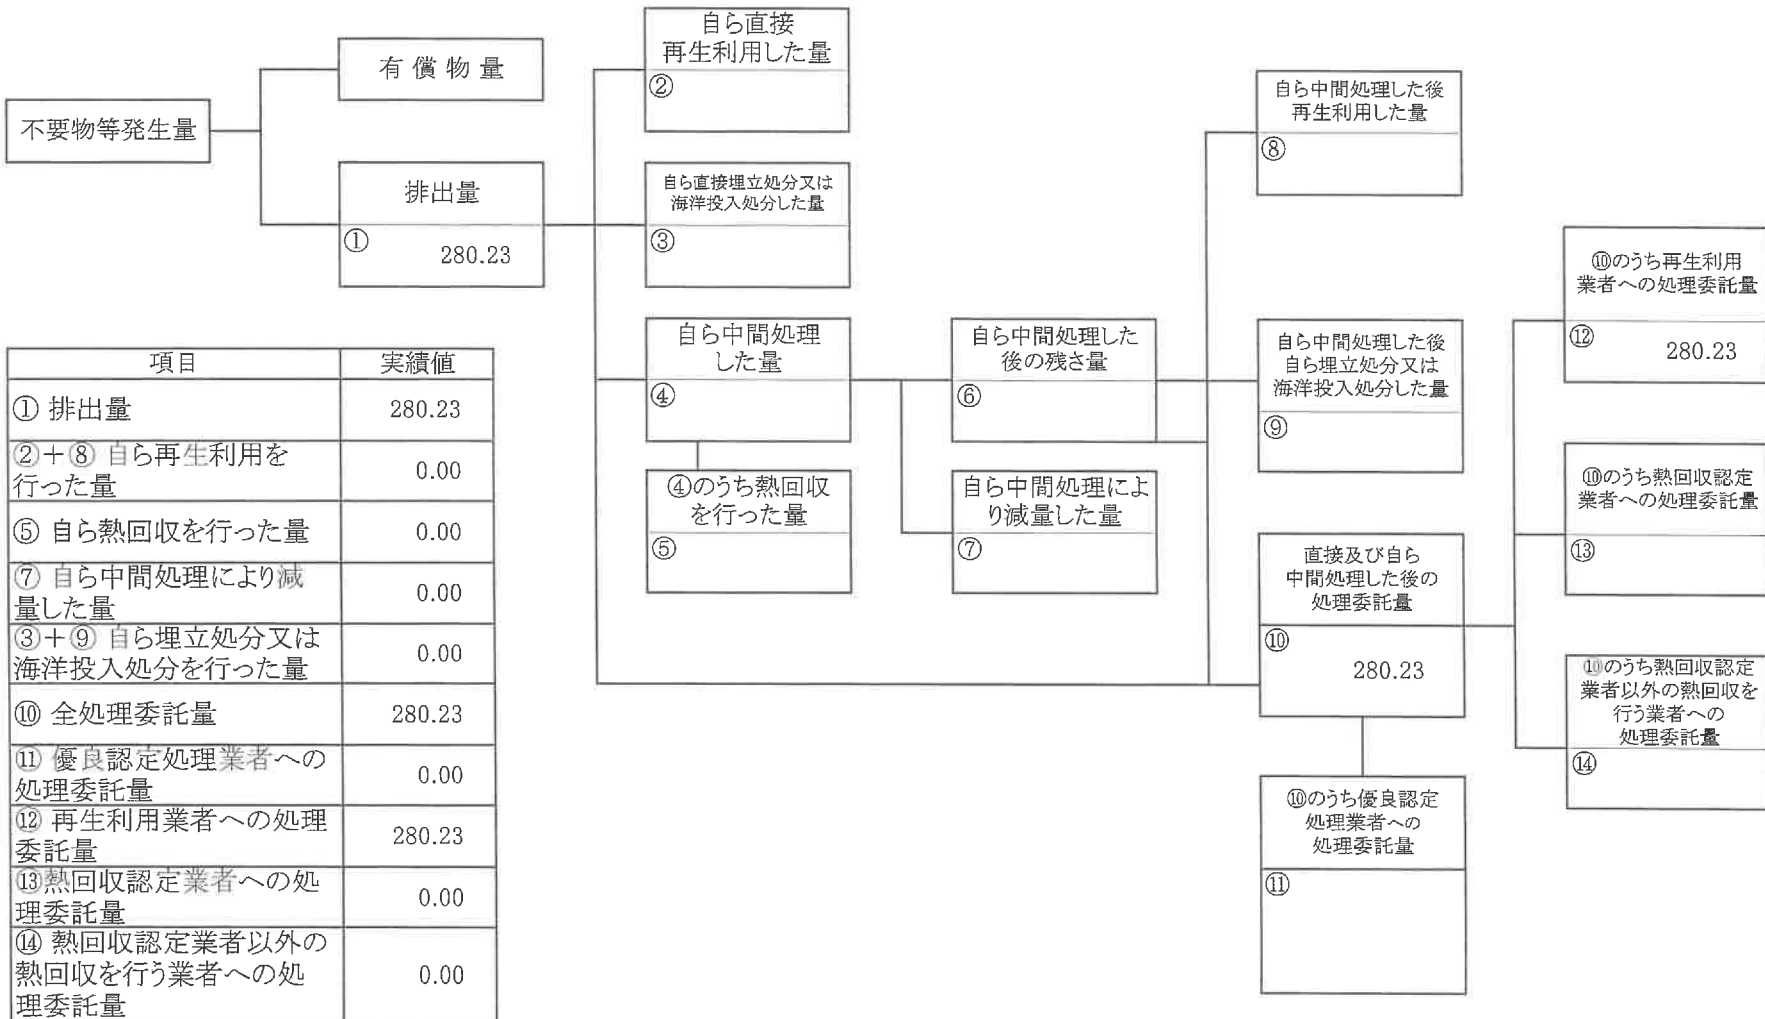 不要物等発生量
有償物量
排出量
①
280.23
自ら直接
再生利用した量
②
自ら直接埋立処分又は
海洋投入処分した量
③
自ら中間処理
した量
④
④のうち熱回収
を行った量
⑤
自ら中間処理した
後の残さ量
⑥
自ら中間処理によ
り減量した量
⑦
自ら中間処理した後
再生利用した量
⑧
自ら中間処理した後
自ら埋立処分又は
海洋投入処分した量
⑨
直接及び自ら
中間処理した後の
処理委託量
⑩
280.23
⑩のうち優良認定
処理業者への
処理委託量
⑪
⑩のうち再生利用
業者への処理委託量
⑫
280.23
⑩のうち熱回収認定
業者への処理委託量
⑬
⑩のうち熱回収認定
業者以外の熱回収を
行う業者への
処理委託量
⑭
項目 実績値
① 排出量 280.23
②+⑧ 自ら再生利用を
行った量 0.00
⑤ 自ら熱回収を行った量 0.00
⑦ 自ら中間処理により減
量した量 0.00
③+⑨ 自ら埋立処分又は
海洋投入処分を行った量 0.00
⑩ 全処理委託量 280.23
⑪ 優良認定処理業者への
処理委託量 0.00
⑫ 再生利用業者への処理
委託量 280.23
⑬熱回収認定業者への処
理委託量 0.00
⑭ 熱回収認定業者以外の
熱回収を行う業者への処
理委託量 0.00